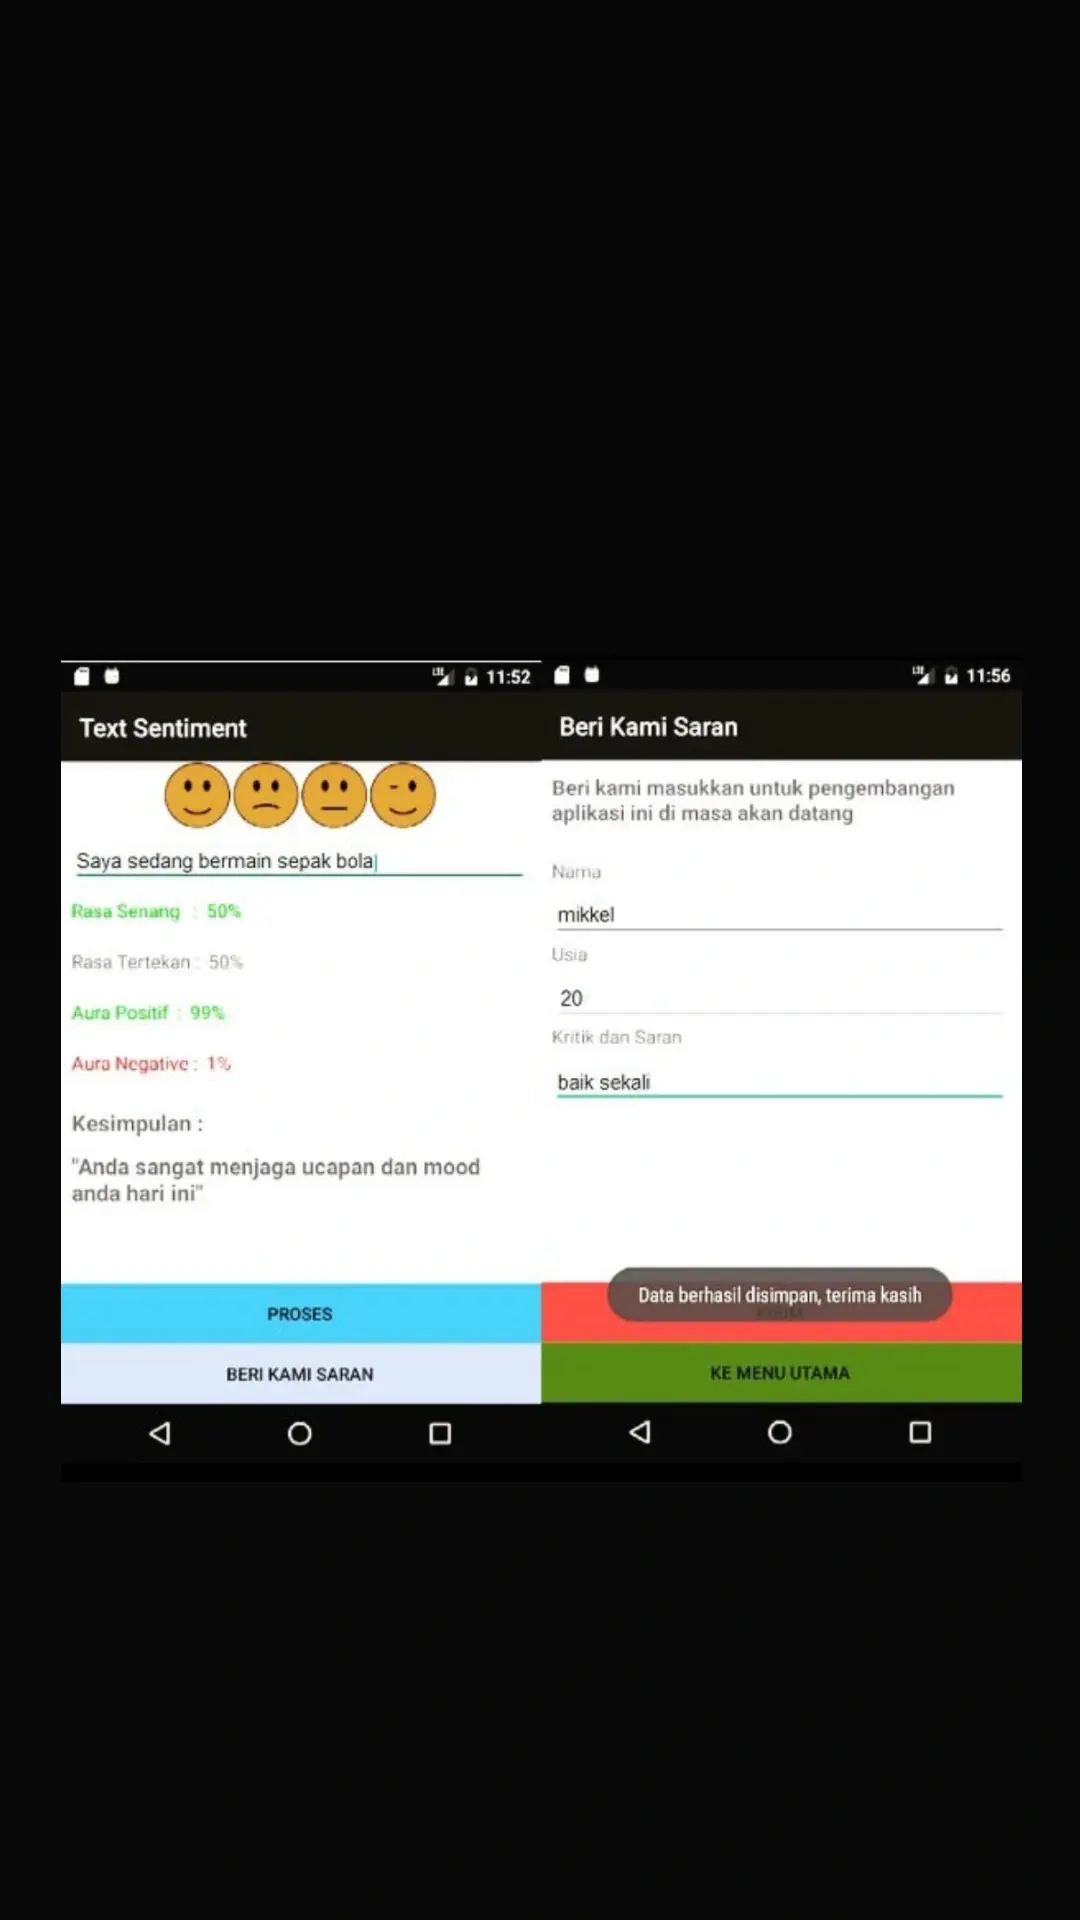 LTE 11:52
Text Sentiment
Saya sedang bermain sepak bola
Rasa Senang : 50%
Rasa Tertekan : 50%
Aura Positif : 99%
Aura Negative : 1%
Kesimpulan :
"Anda sangat menjaga ucapan dan mood
anda hari ini"
PROSES
BERI KAMI SARAN
LTE 11:56
Beri Kami Saran
Beri kami masukkan untuk pengembangan
aplikasi ini di masa akan datang
Nama
mikkel
Usia
20
Kritik dan Saran
baik sekali
Data berhasil disimpan, terima kasih
KE MENU UTAMA